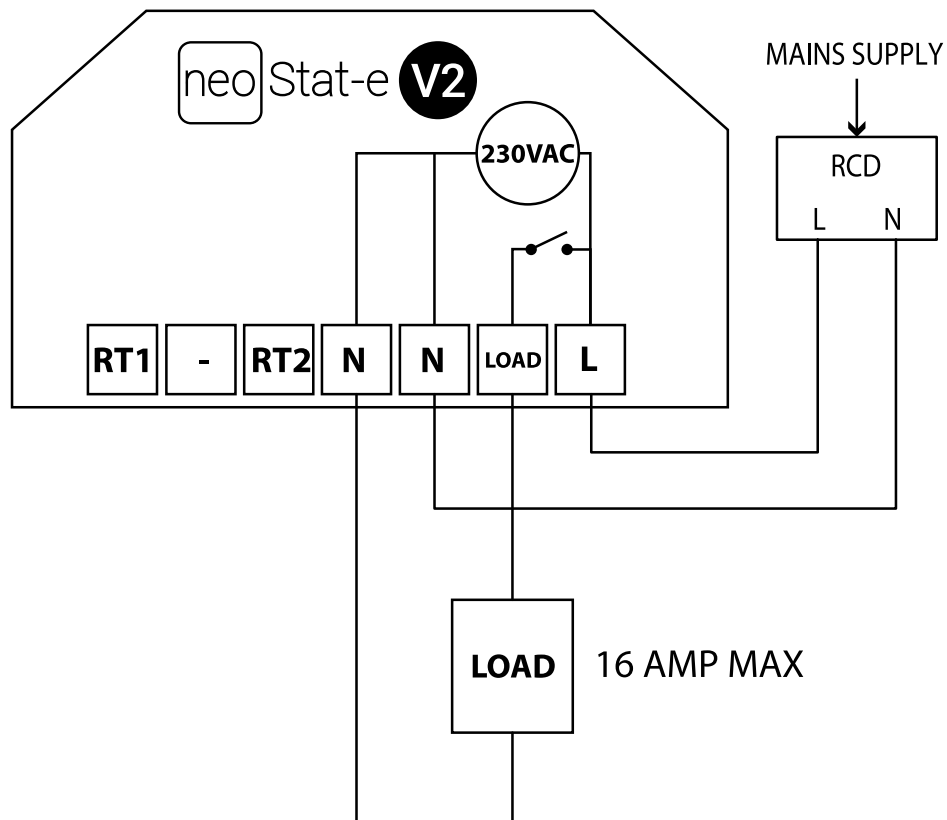 neo Stat-e V2
MAINS SUPPLY
230VAC
RCD
L N
RT1 - RT2 N N LOAD L
LOAD 16 AMP MAX